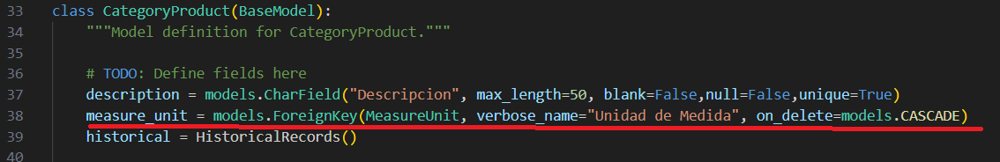 33 class CategoryProduct(BaseModel):
34 """Model definition for CategoryProduct."""
35
36 # TODO: Define fields here
37 description = models.CharField("Descripcion", max_length=50, blank=False,null=False,unique=True)
38 measure_unit = models.ForeignKey(MeasureUnit, verbose_name="Unidad de Medida", on_delete=models.CASCADE)
39 historical = HistoricalRecords()
40